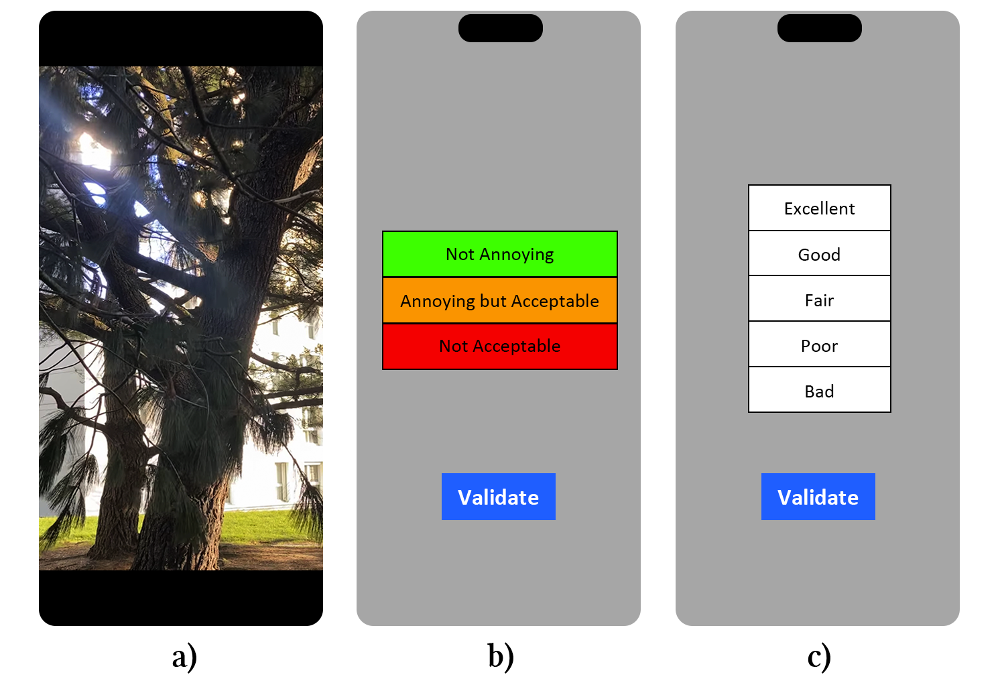 Not Annoying
Annoying but Acceptable
Not Acceptable
Validate
Excellent
Good
Fair
Poor
Bad
Validate
a)
b)
c)